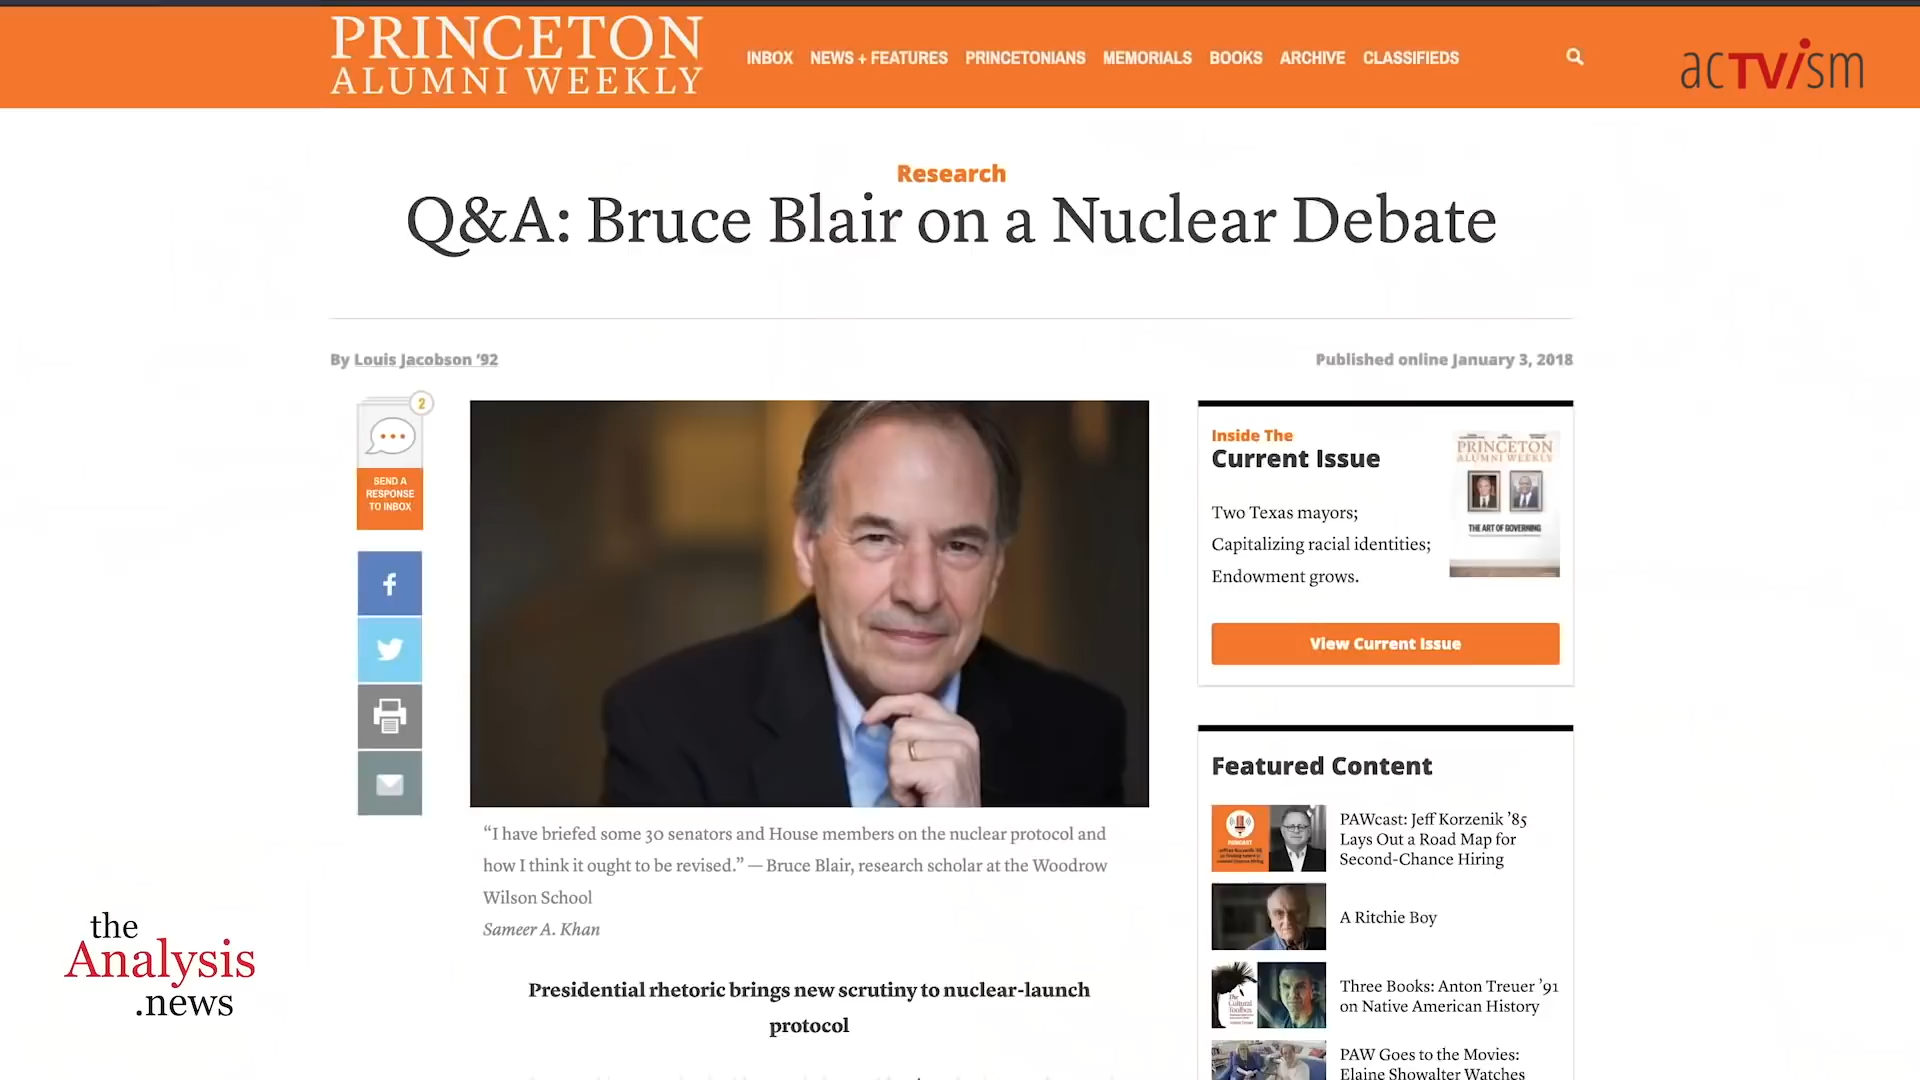 PRINCETON
ALUMNI WEEKLY
INBOX NEWS + FEATURES PRINCETONIANS MEMORIALS BOOKS ARCHIVE CLASSIFIEDS
acTVism
Research
Q&A: Bruce Blair on a Nuclear Debate
By Louis Jacobson ’92
Published online January 3, 2018
2
SEND A
RESPONSE
TO INBOX
“I have briefed some 30 senators and House members on the nuclear protocol and
how I think it ought to be revised.” — Bruce Blair, research scholar at the Woodrow
Wilson School
Sameer A. Khan
Presidential rhetoric brings new scrutiny to nuclear-launch
protocol
Inside The
Current Issue
Two Texas mayors;
Capitalizing racial identities;
Endowment grows.
PRINCETON
ALUMNI WEEKLY
THE ART OF GOVERNING
View Current Issue
Featured Content
PAWcast: Jeff Korzenik ’85
Lays Out a Road Map for
Second-Chance Hiring
A Ritchie Boy
Three Books: Anton Treuer ’91
on Native American History
PAW Goes to the Movies:
Elaine Showalter Watches
the
Analysis
.news